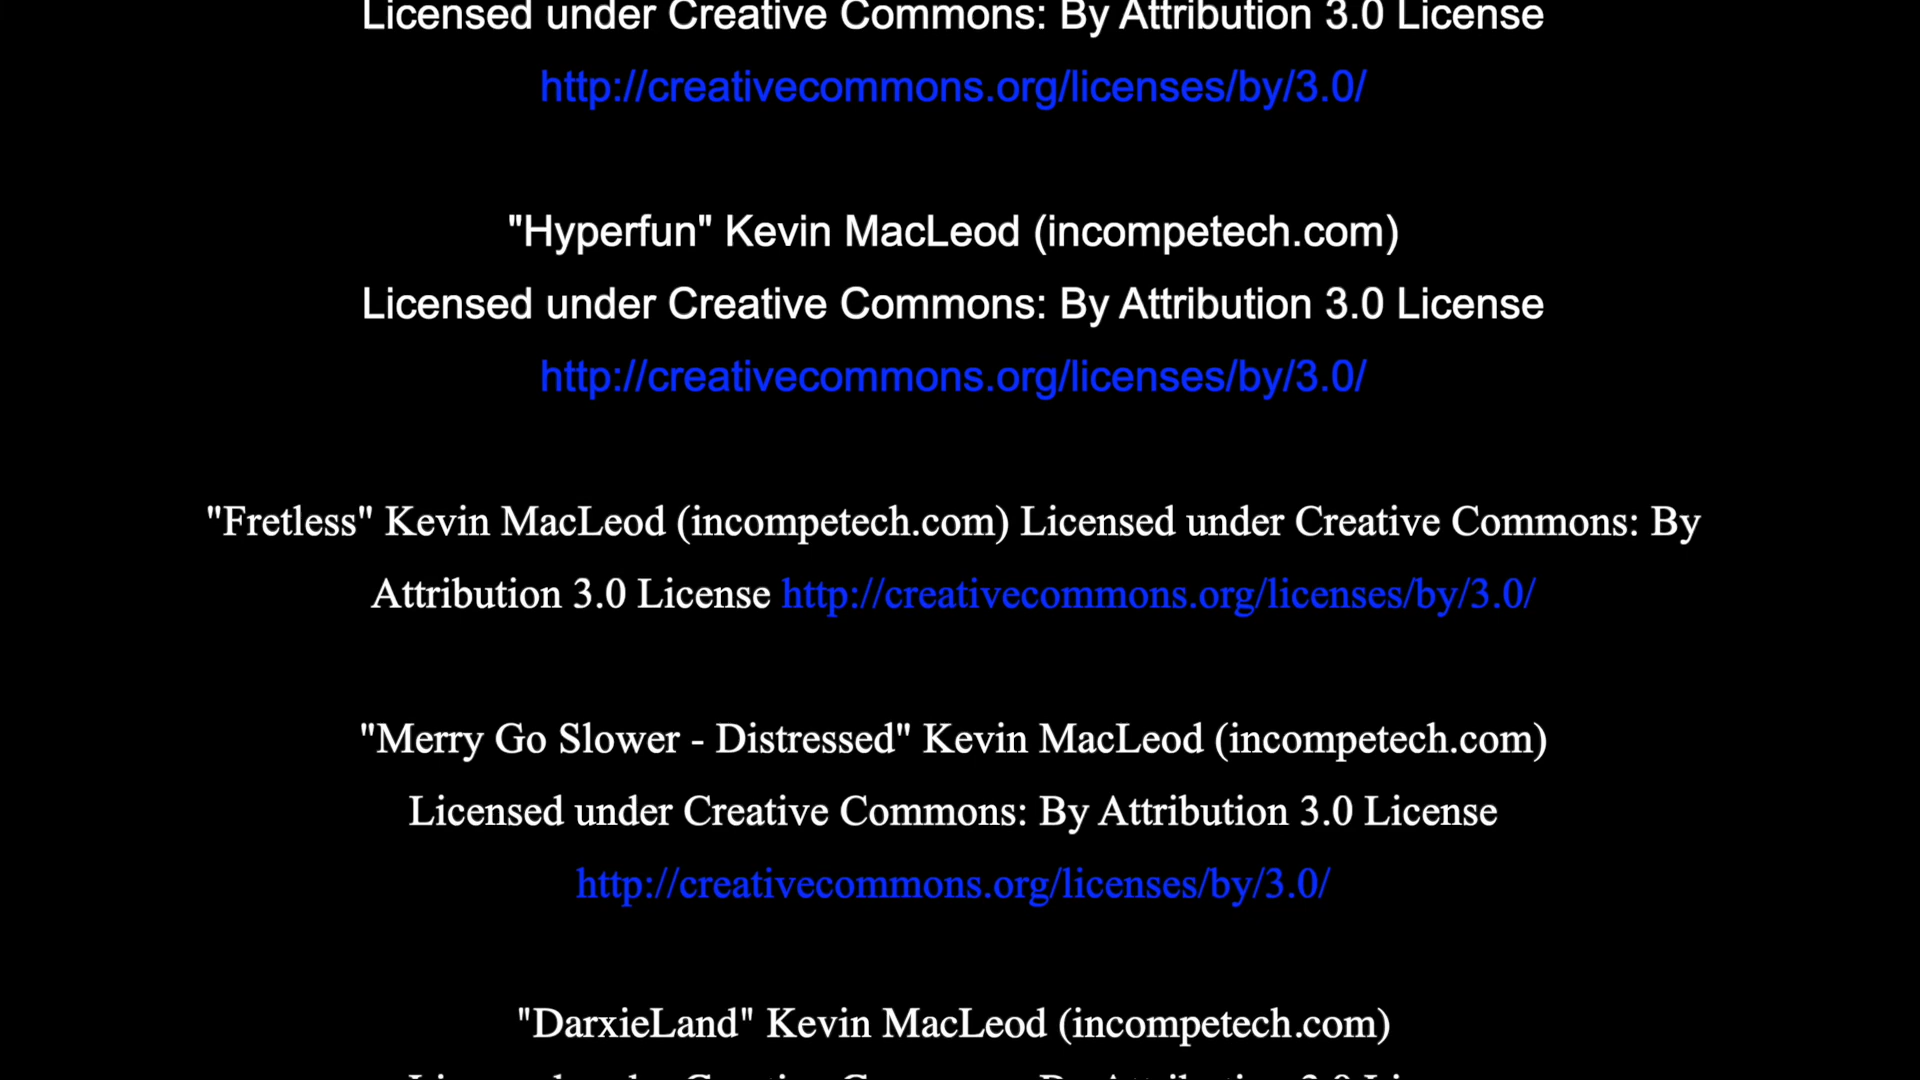 Licensed under Creative Commons: By Attribution 3.0 License
http://creativecommons.org/licenses/by/3.0/
"Hyperfun" Kevin MacLeod (incompetech.com)
Licensed under Creative Commons: By Attribution 3.0 License
http://creativecommons.org/licenses/by/3.0/
"Fretless" Kevin MacLeod (incompetech.com) Licensed under Creative Commons: By
Attribution 3.0 License http://creativecommons.org/licenses/by/3.0/
"Merry Go Slower - Distressed" Kevin MacLeod (incompetech.com)
Licensed under Creative Commons: By Attribution 3.0 License
http://creativecommons.org/licenses/by/3.0/
"DarxieLand" Kevin MacLeod (incompetech.com)